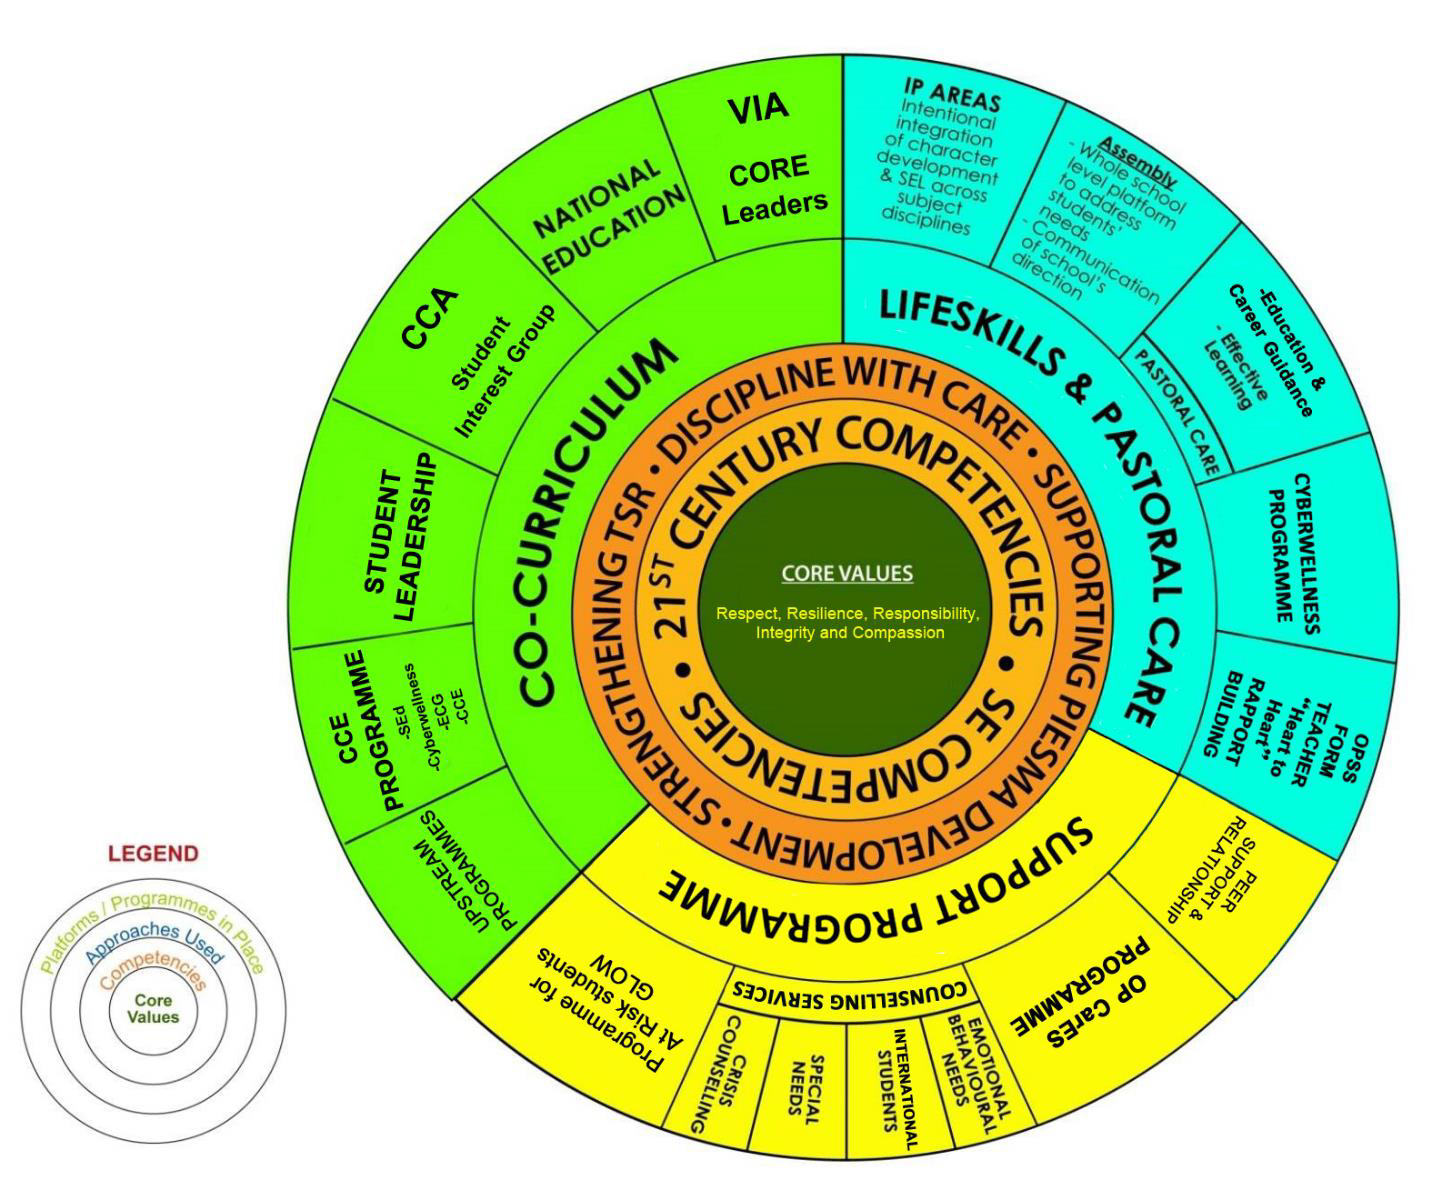 VIA
CORE
Leaders
NATIONAL
EDUCATION
CCA
Student
Interest Group
STUDENT
LEADERSHIP
CCE
PROGRAMME
-SEd
-Cyberwellness
-ECG
-CCE
UPSTREAM
PROGRAMMES
CO-CURRICULUM
IP AREAS
Intentional
integration
of character
development
& SEL across
subject
disciplines
Assembly
- Whole school
level platform
to address
students'
needs
- Communication
of school's
direction
-Education &
Career Guidance
- Effective
Learning
PASTORAL CARE
CYBERWELLNESS
PROGRAMME
OPSS
FORM
TEACHER
“Heart to
Heart”
RAPPORT
BUILDING
LIFESKILLS & PASTORAL CARE
PEER
SUPPORT &
RELATIONSHIP
OP CarES
PROGRAMME
COUNSELLING SERVICES
EMOTIONAL
BEHAVIOURAL
NEEDS
INTERNATIONAL
STUDENTS
SPECIAL
NEEDS
CRISIS
COUNSELLING
Programme for
At Risk students
GLOW
SUPPORT PROGRAMME
STRENGTHENING TSR • DISCIPLINE WITH CARE • SUPPORTING PIESMA DEVELOPMENT •
21ST CENTURY COMPETENCIES • SE COMPETENCIES •
CORE VALUES
Respect, Resilience, Responsibility,
Integrity and Compassion
LEGEND
Platforms / Programmes in Place
Approaches Used
Competencies
Core
Values